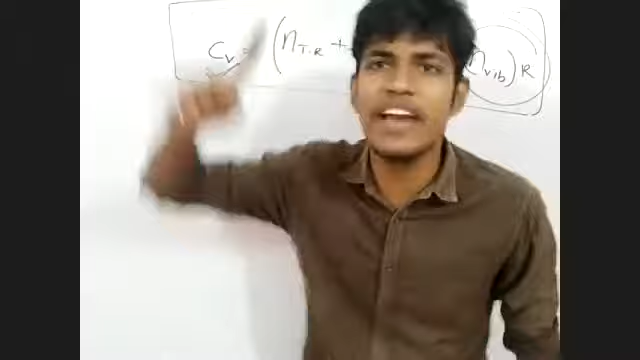 Cv = (nT.R + nvib)R